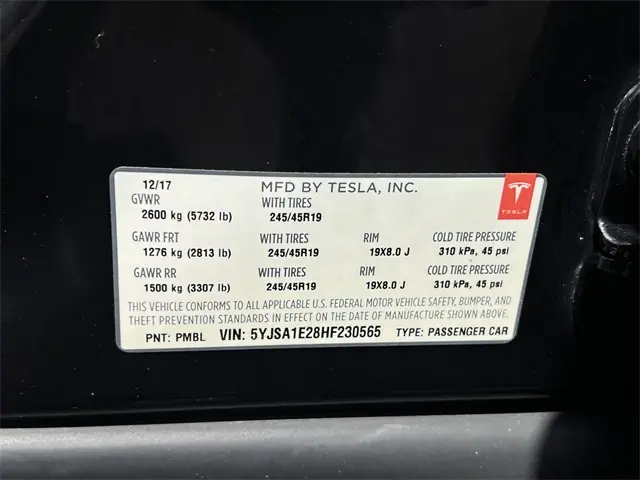 12/17 MFD BY TESLA, INC.
GVWR WITH TIRES
2600 kg (5732 lb) 245/45R19
TESLA
GAWR FRT WITH TIRES RIM COLD TIRE PRESSURE
1276 kg (2813 lb) 245/45R19 19X8.0 J 310 kPa, 45 psi
GAWR RR WITH TIRES RIM COLD TIRE PRESSURE
1500 kg (3307 lb) 245/45R19 19X8.0 J 310 kPa, 45 psi
THIS VEHICLE CONFORMS TO ALL APPLICABLE U.S. FEDERAL MOTOR VEHICLE SAFETY, BUMPER, AND
THEFT PREVENTION STANDARDS IN EFFECT ON THE DATE OF MANUFACTURE SHOWN ABOVE.
PNT: PMBL VIN: 5YJSA1E28HF230565 TYPE: PASSENGER CAR